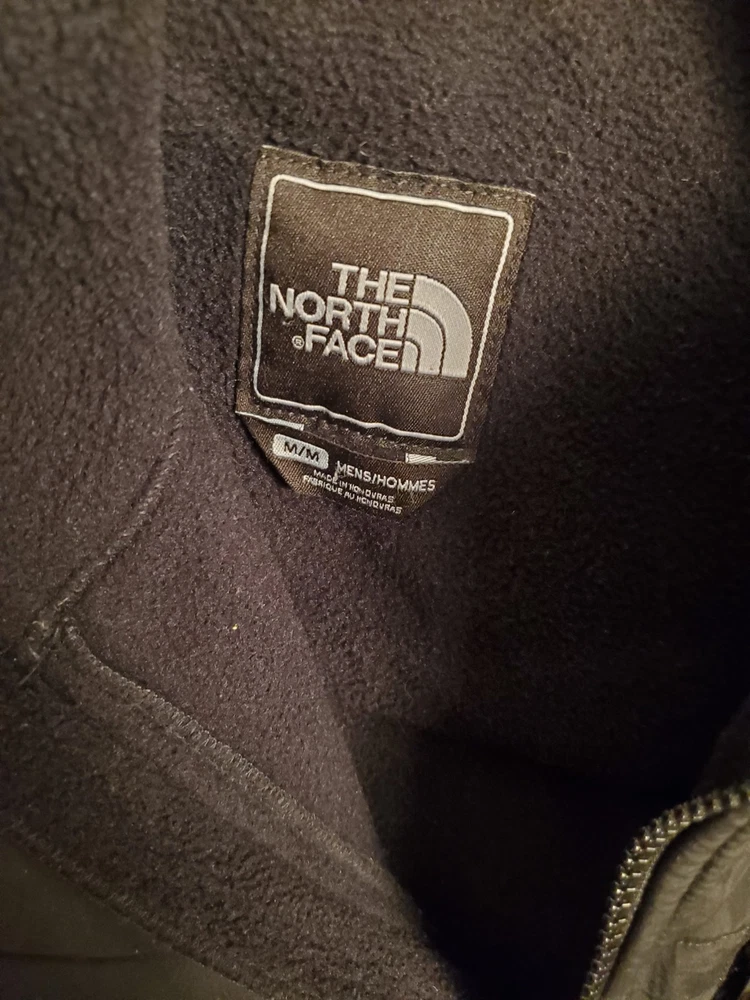 THE
NORTH
®FACE
M/M MENS/HOMMES
MADE IN HONDURAS
FABRIQUE AU HONDURAS